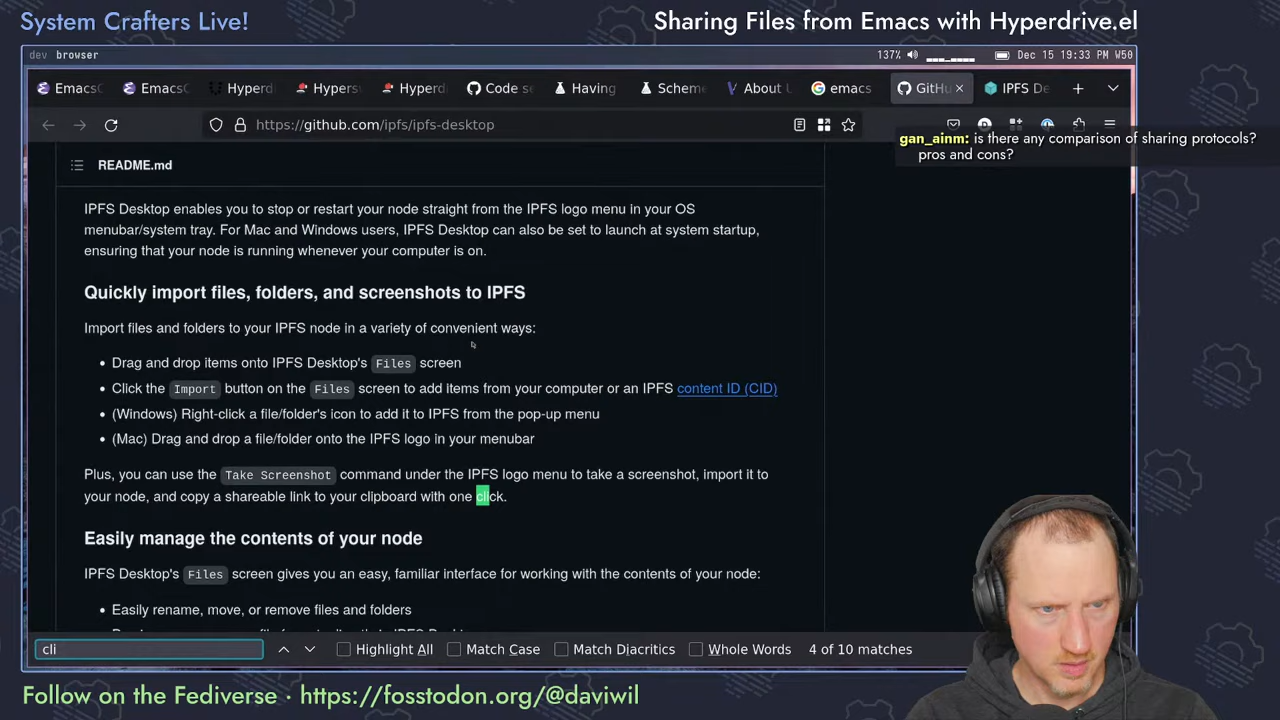 System Crafters Live!
Sharing Files from Emacs with Hyperdrive.el
dev browser
137%
Dec 15 19:33 PM W50
EmacsC
EmacsC
Hyperd
Hypers
Hyperd
Code s
Having
Scheme
About U
emacs
GitHu
IPFS De
https://github.com/ipfs/ipfs-desktop
gan_ainm: is there any comparison of sharing protocols?
pros and cons?
README.md
IPFS Desktop enables you to stop or restart your node straight from the IPFS logo menu in your OS
menubar/system tray. For Mac and Windows users, IPFS Desktop can also be set to launch at system startup,
ensuring that your node is running whenever your computer is on.
Quickly import files, folders, and screenshots to IPFS
Import files and folders to your IPFS node in a variety of convenient ways:
• Drag and drop items onto IPFS Desktop's Files screen
• Click the Import button on the Files screen to add items from your computer or an IPFS content ID (CID)
• (Windows) Right-click a file/folder's icon to add it to IPFS from the pop-up menu
• (Mac) Drag and drop a file/folder onto the IPFS logo in your menubar
Plus, you can use the Take Screenshot command under the IPFS logo menu to take a screenshot, import it to
your node, and copy a shareable link to your clipboard with one click.
Easily manage the contents of your node
IPFS Desktop's Files screen gives you an easy, familiar interface for working with the contents of your node:
• Easily rename, move, or remove files and folders
cli
Highlight All
Match Case
Match Diacritics
Whole Words
4 of 10 matches
Follow on the Fediverse · https://fosstodon.org/@daviwil